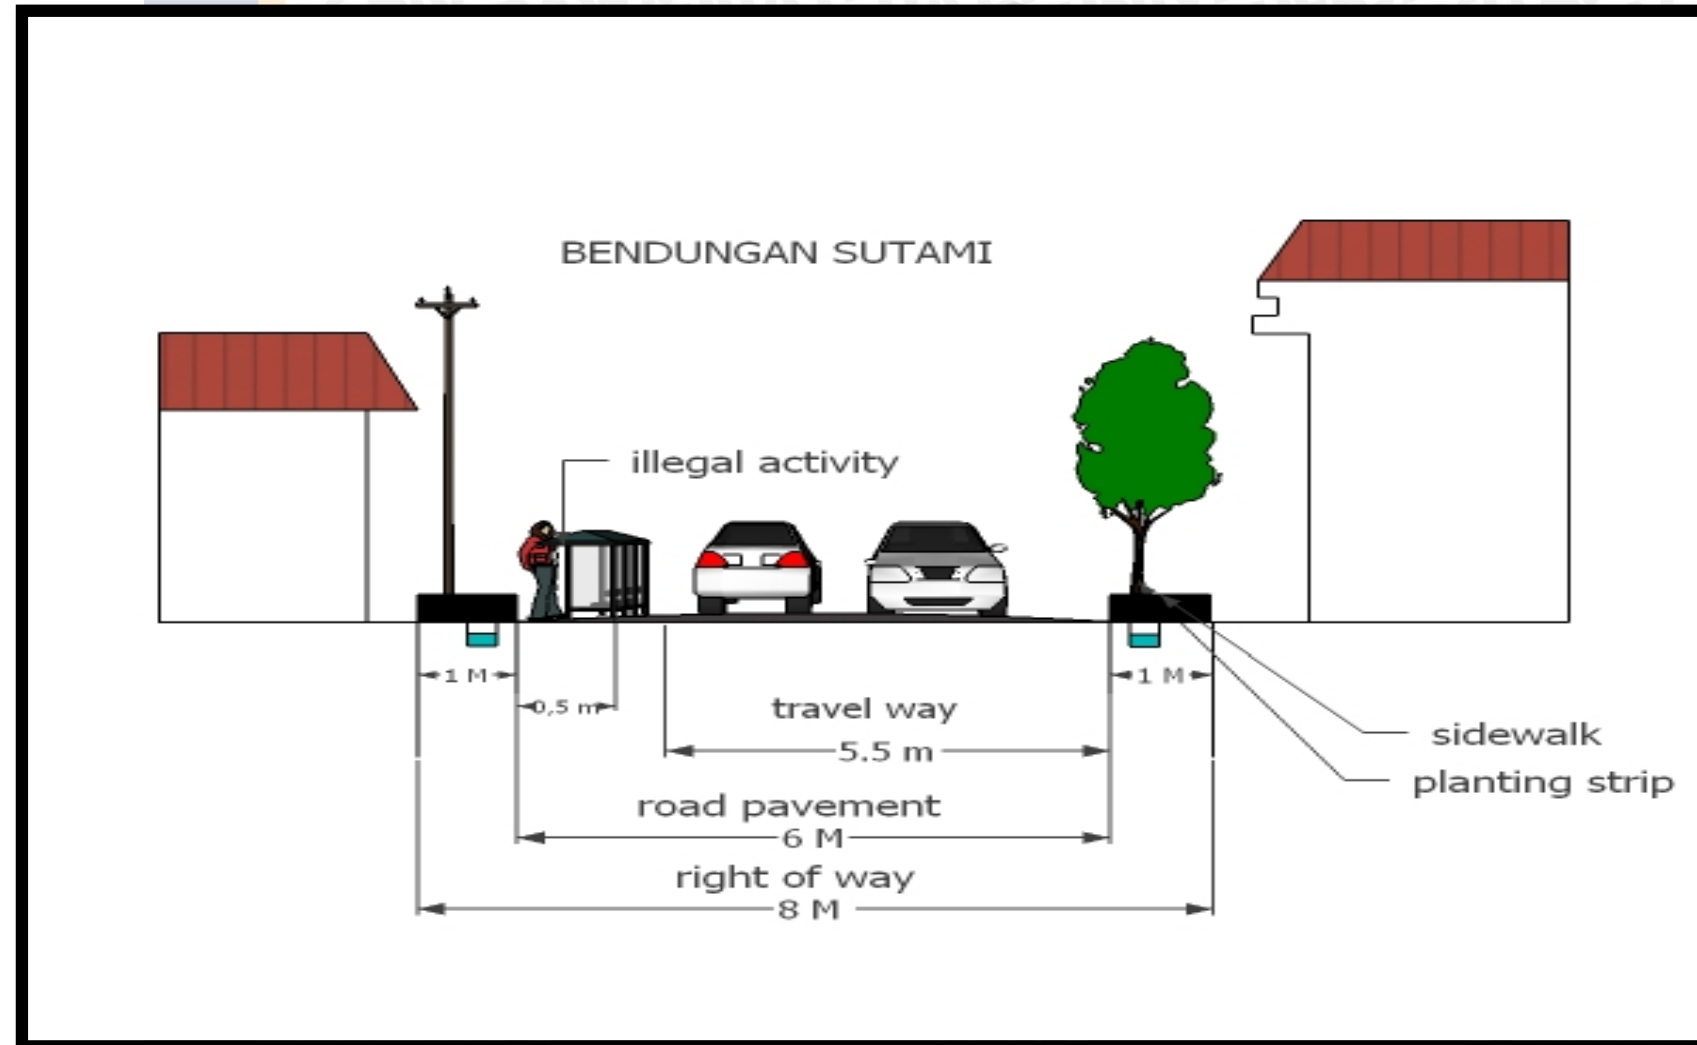 BENDUNGAN SUTAMI
illegal activity
1 M
0,5 m
1 M
travel way
5.5 m
sidewalk
planting strip
road pavement
6 M
right of way
8 M